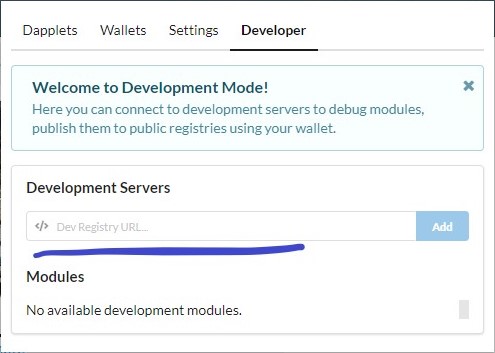 Dapplets Wallets Settings Developer
Welcome to Development Mode!
Here you can connect to development servers to debug modules,
publish them to public registries using your wallet.
Development Servers
Dev Registry URL... Add
Modules
No available development modules.